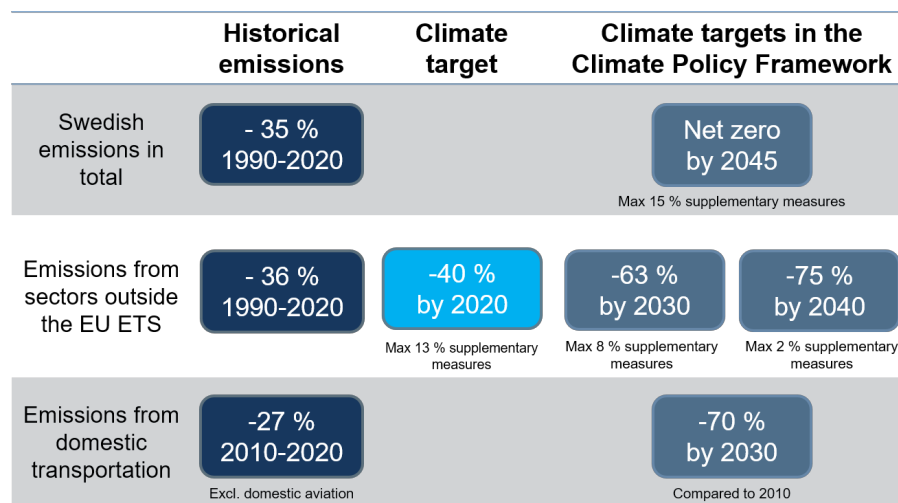 Historical
emissions
Climate
target
Climate targets in the
Climate Policy Framework
Swedish
emissions in
total
- 35 %
1990-2020
Net zero
by 2045
Max 15 % supplementary measures
Emissions from
sectors outside
the EU ETS
- 36 %
1990-2020
-40 %
by 2020
Max 13 % supplementary
measures
-63 %
by 2030
Max 8 % supplementary
measures
-75 %
by 2040
Max 2 % supplementary
measures
Emissions from
domestic
transportation
-27 %
2010-2020
Excl. domestic aviation
-70 %
by 2030
Compared to 2010